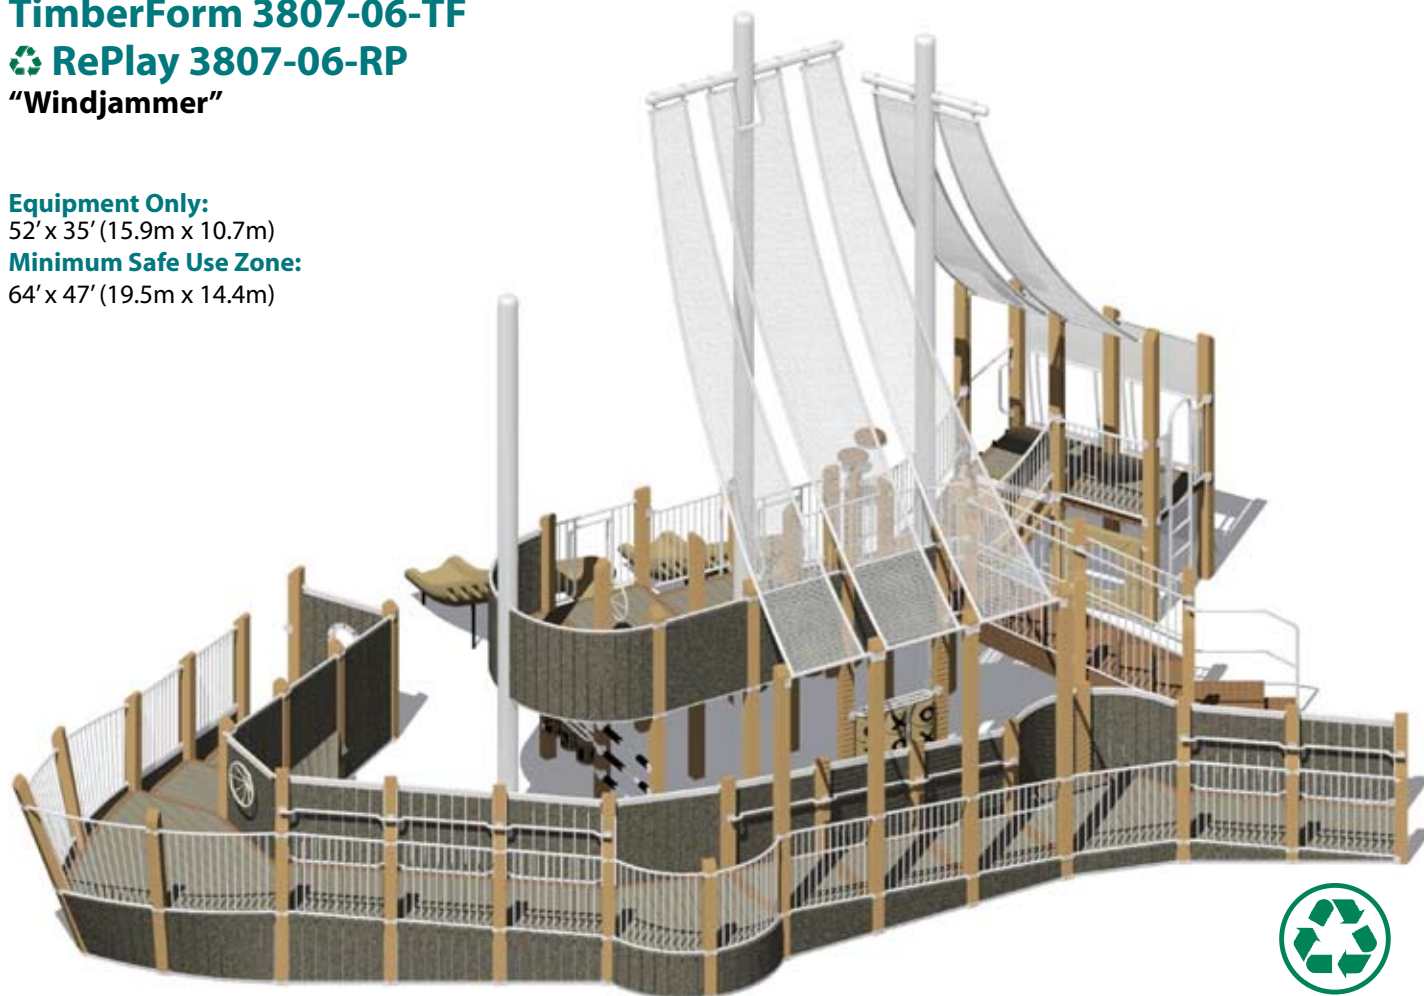 TimberForm 3807-06-TF
♻ RePlay 3807-06-RP
“Windjammer”
Equipment Only:
52’ x 35’ (15.9m x 10.7m)
Minimum Safe Use Zone:
64’ x 47’ (19.5m x 14.4m)